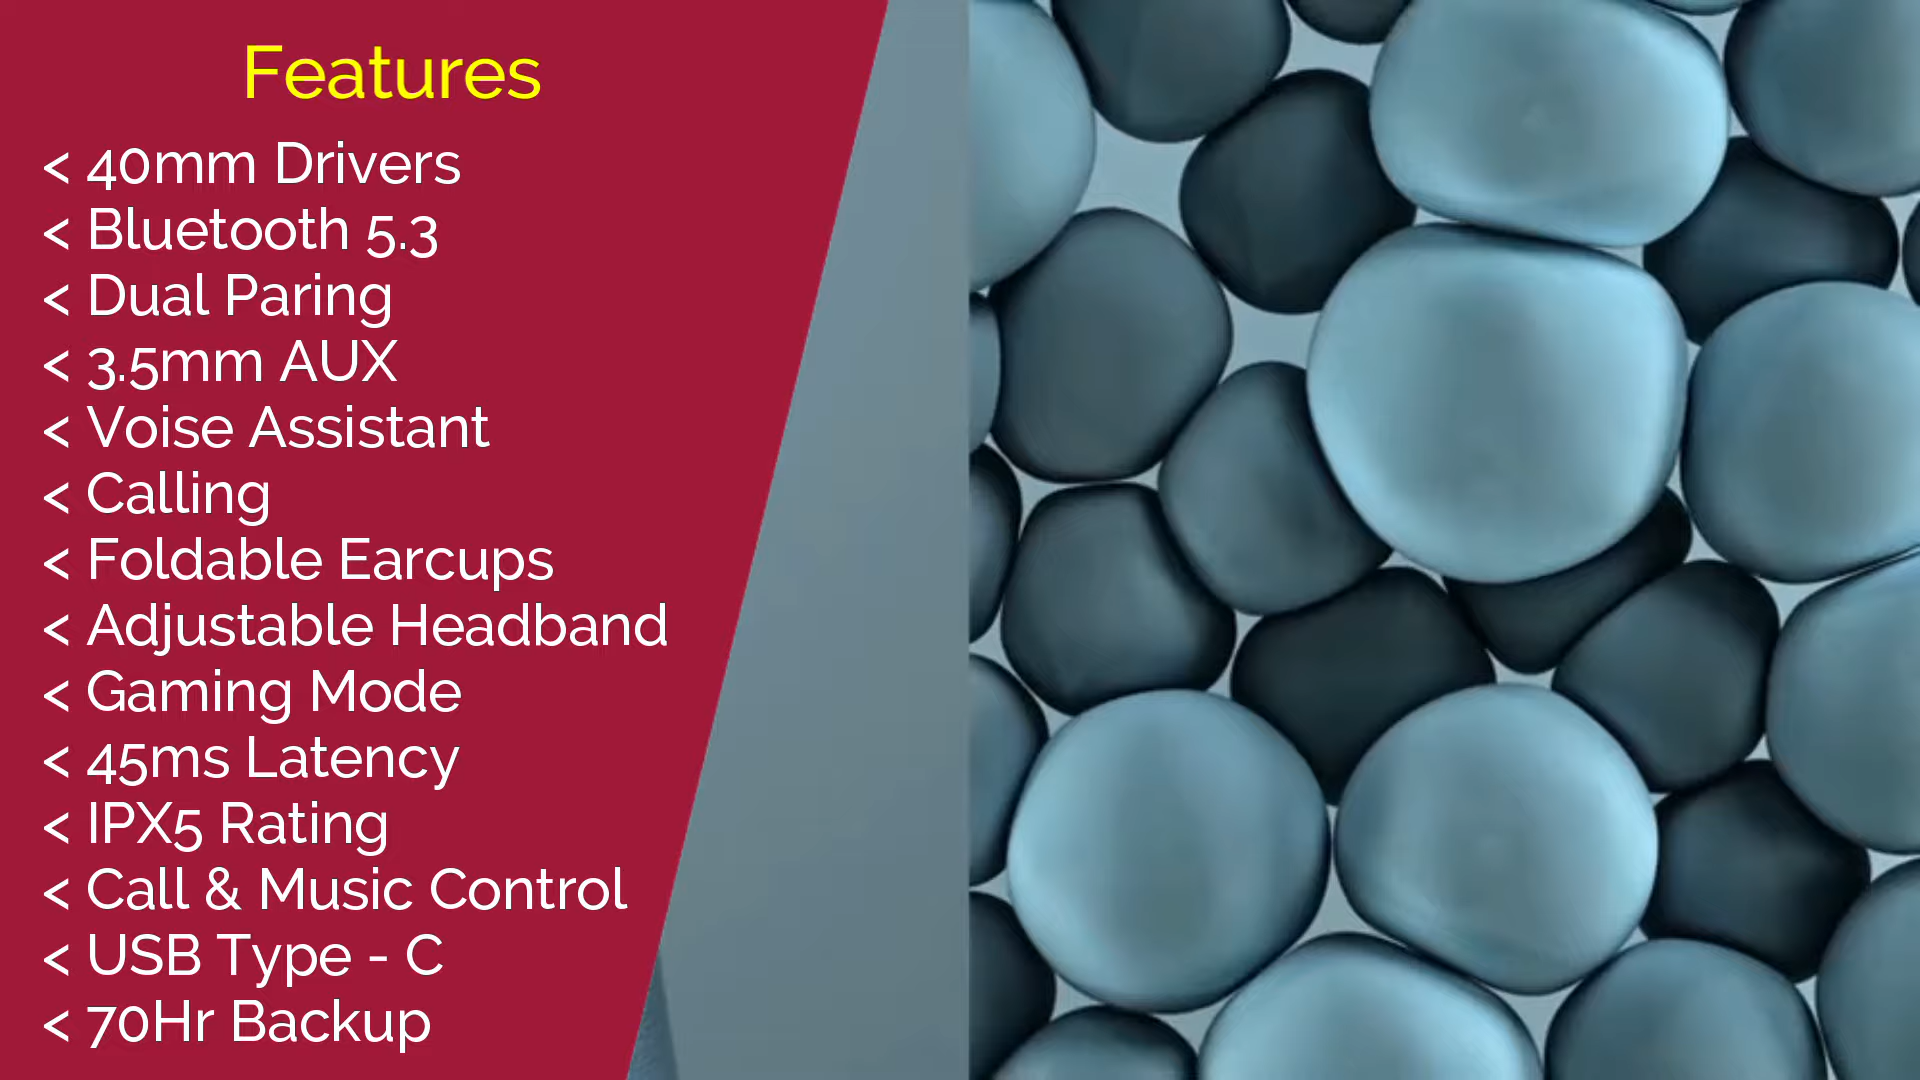 Features
< 40mm Drivers
< Bluetooth 5.3
< Dual Paring
< 3.5mm AUX
< Voise Assistant
< Calling
< Foldable Earcups
< Adjustable Headband
< Gaming Mode
< 45ms Latency
< IPX5 Rating
< Call & Music Control
< USB Type - C
< 70Hr Backup